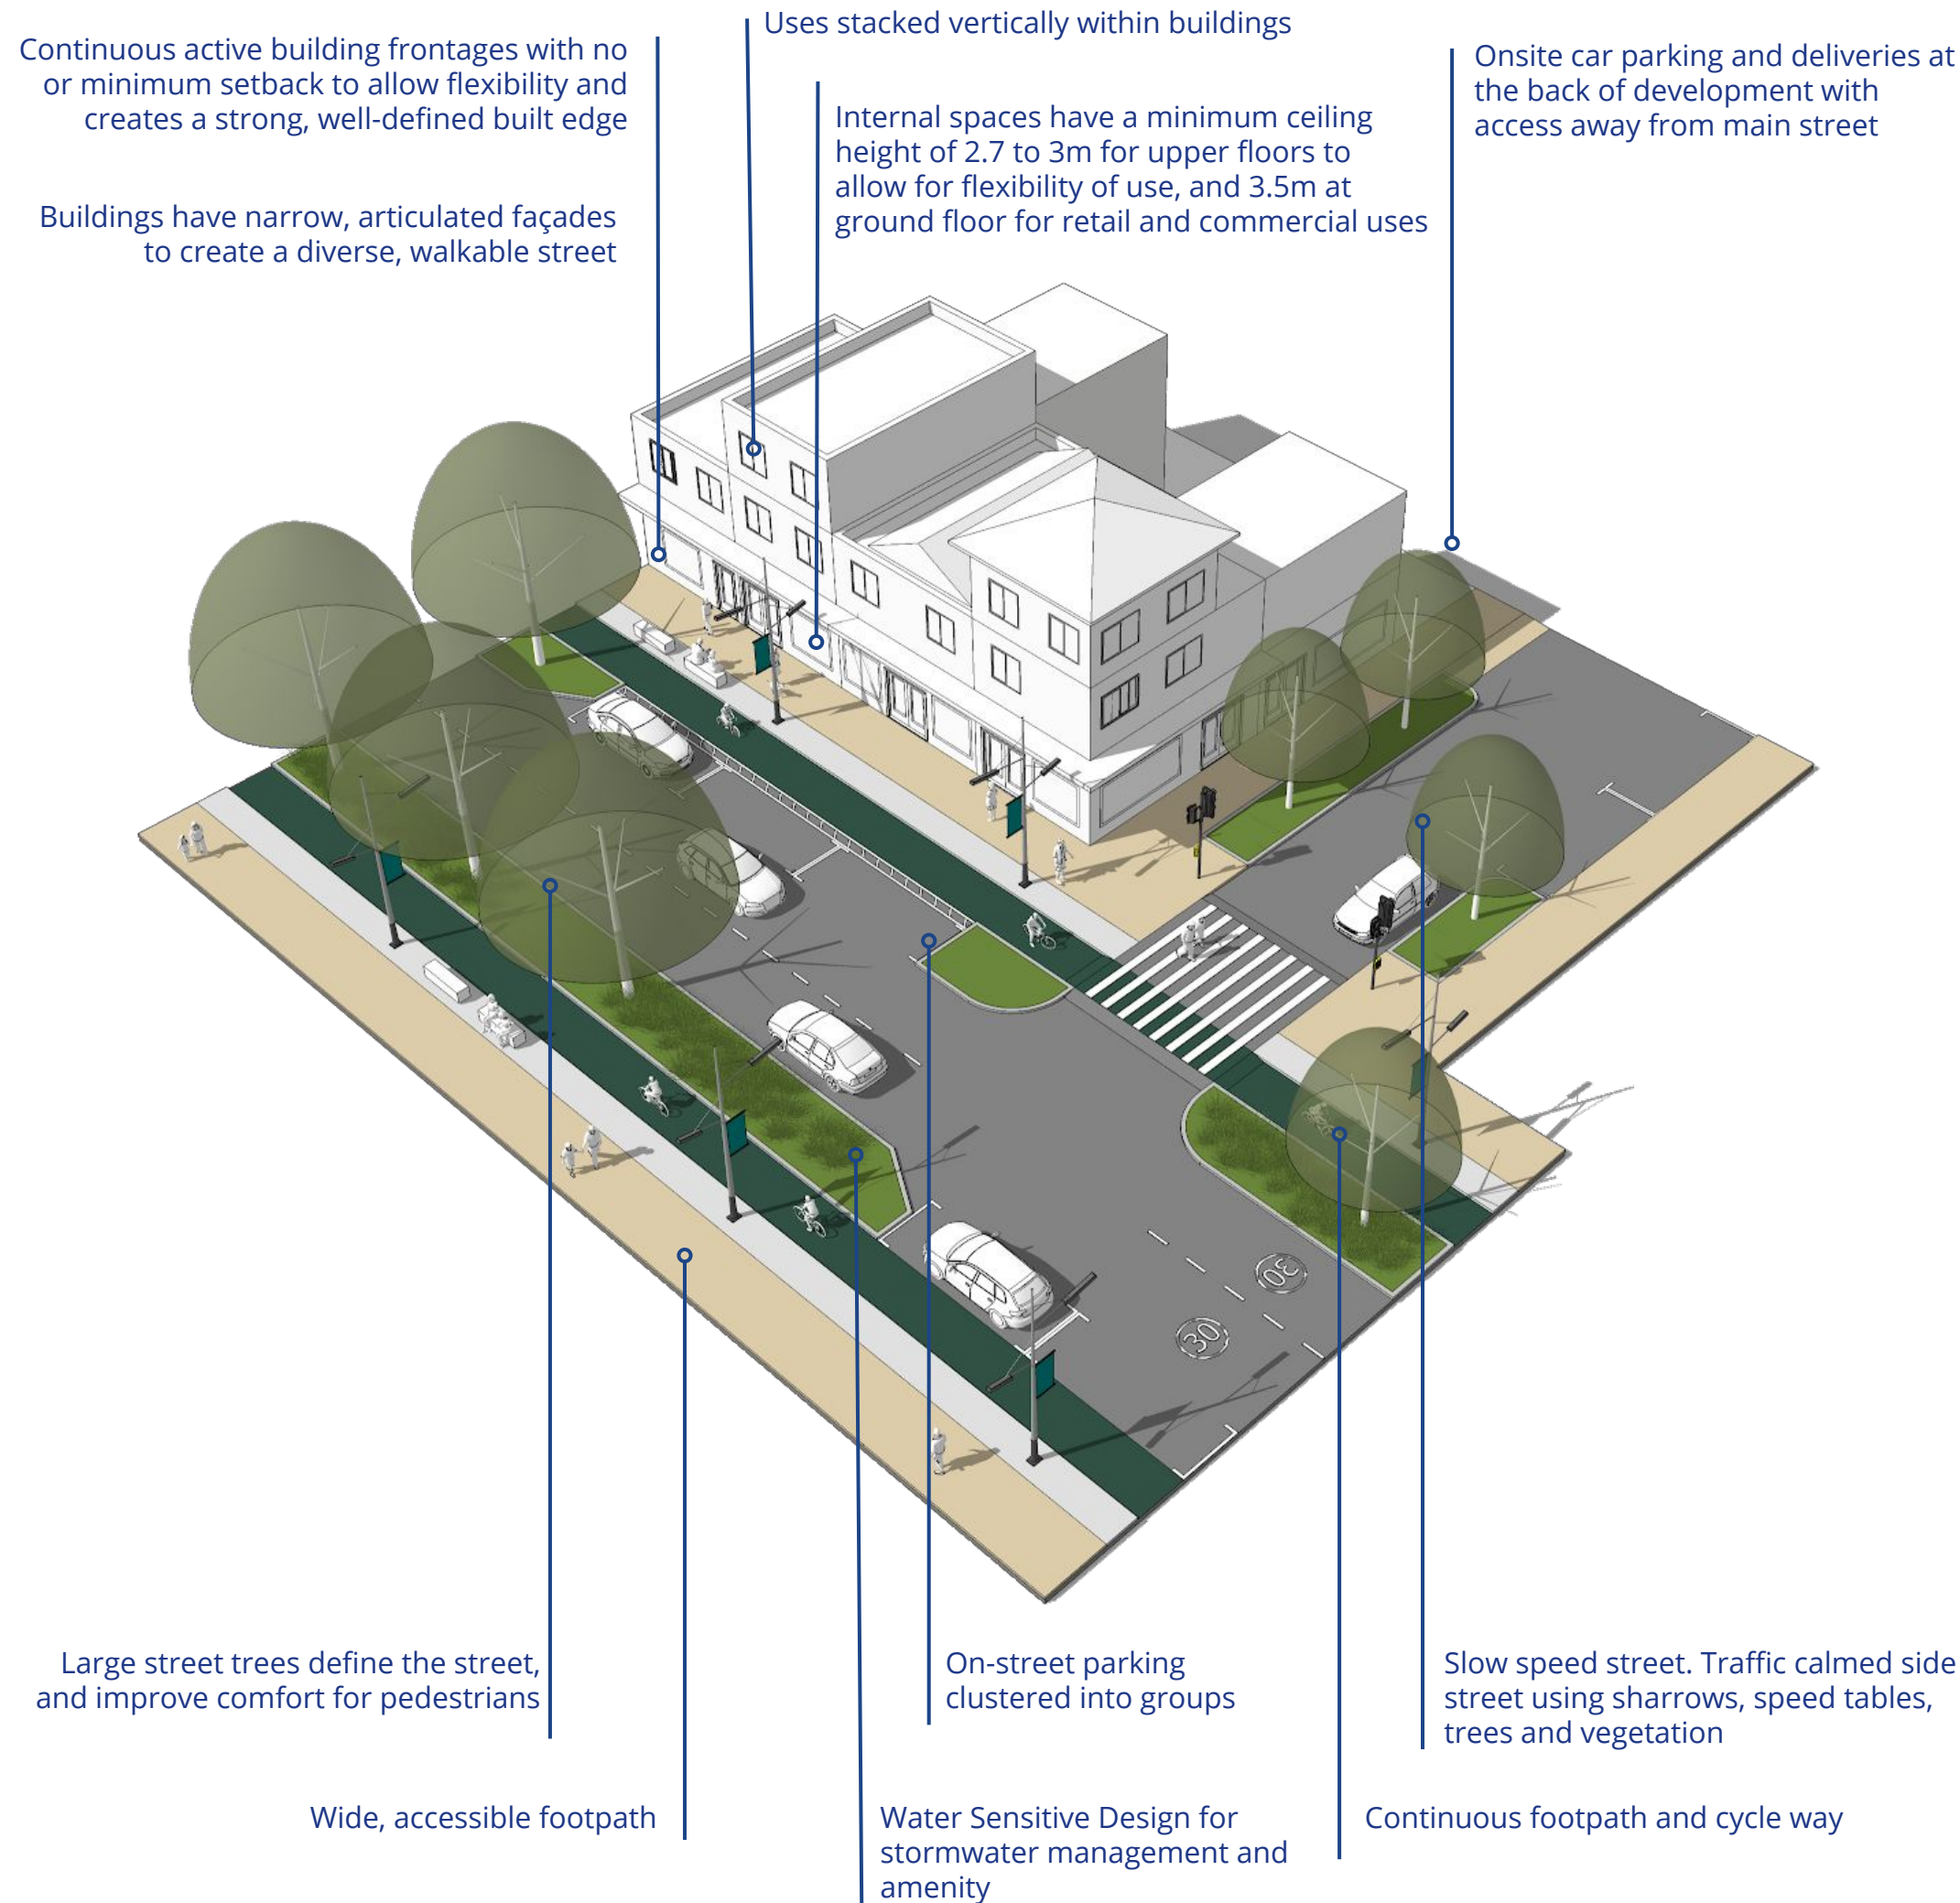 Uses stacked vertically within buildings
Continuous active building frontages with no
or minimum setback to allow flexibility and
creates a strong, well-defined built edge
Onsite car parking and deliveries at
the back of development with
access away from main street
Internal spaces have a minimum ceiling
height of 2.7 to 3m for upper floors to
allow for flexibility of use, and 3.5m at
ground floor for retail and commercial uses
Buildings have narrow, articulated façades
to create a diverse, walkable street
30
30
Large street trees define the street,
and improve comfort for pedestrians
On-street parking
clustered into groups
Slow speed street. Traffic calmed side
street using sharrows, speed tables,
trees and vegetation
Wide, accessible footpath
Water Sensitive Design for
stormwater management and
amenity
Continuous footpath and cycle way